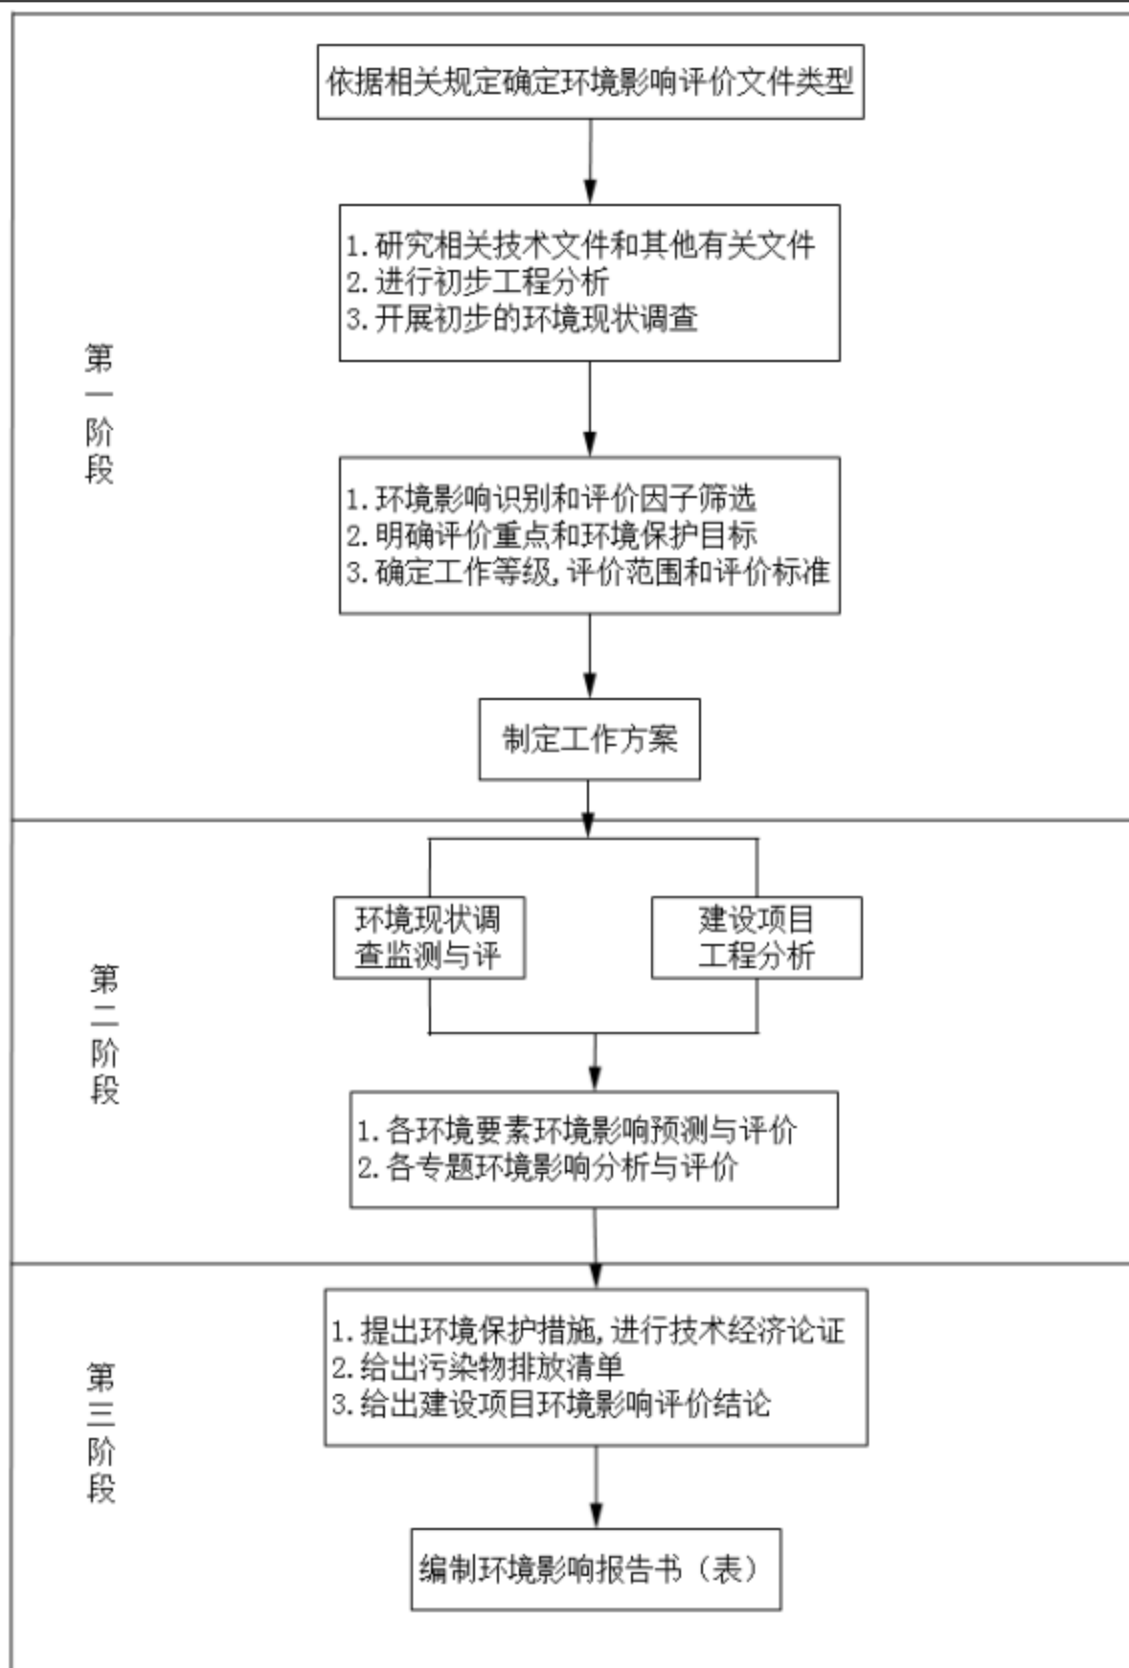 依据相关规定确定环境影响评价文件类型
1.研究相关技术文件和其他有关文件
2.进行初步工程分析
3.开展初步的环境现状调查
第一阶段
1.环境影响识别和评价因子筛选
2.明确评价重点和环境保护目标
3.确定工作等级,评价范围和评价标准
制定工作方案
环境现状调
查监测与评
建设项目
工程分析
第二阶段
1.各环境要素环境影响预测与评价
2.各专题环境影响分析与评价
1.提出环境保护措施,进行技术经济论证
2.给出污染物排放清单
3.给出建设项目环境影响评价结论
第三阶段
编制环境影响报告书（表）